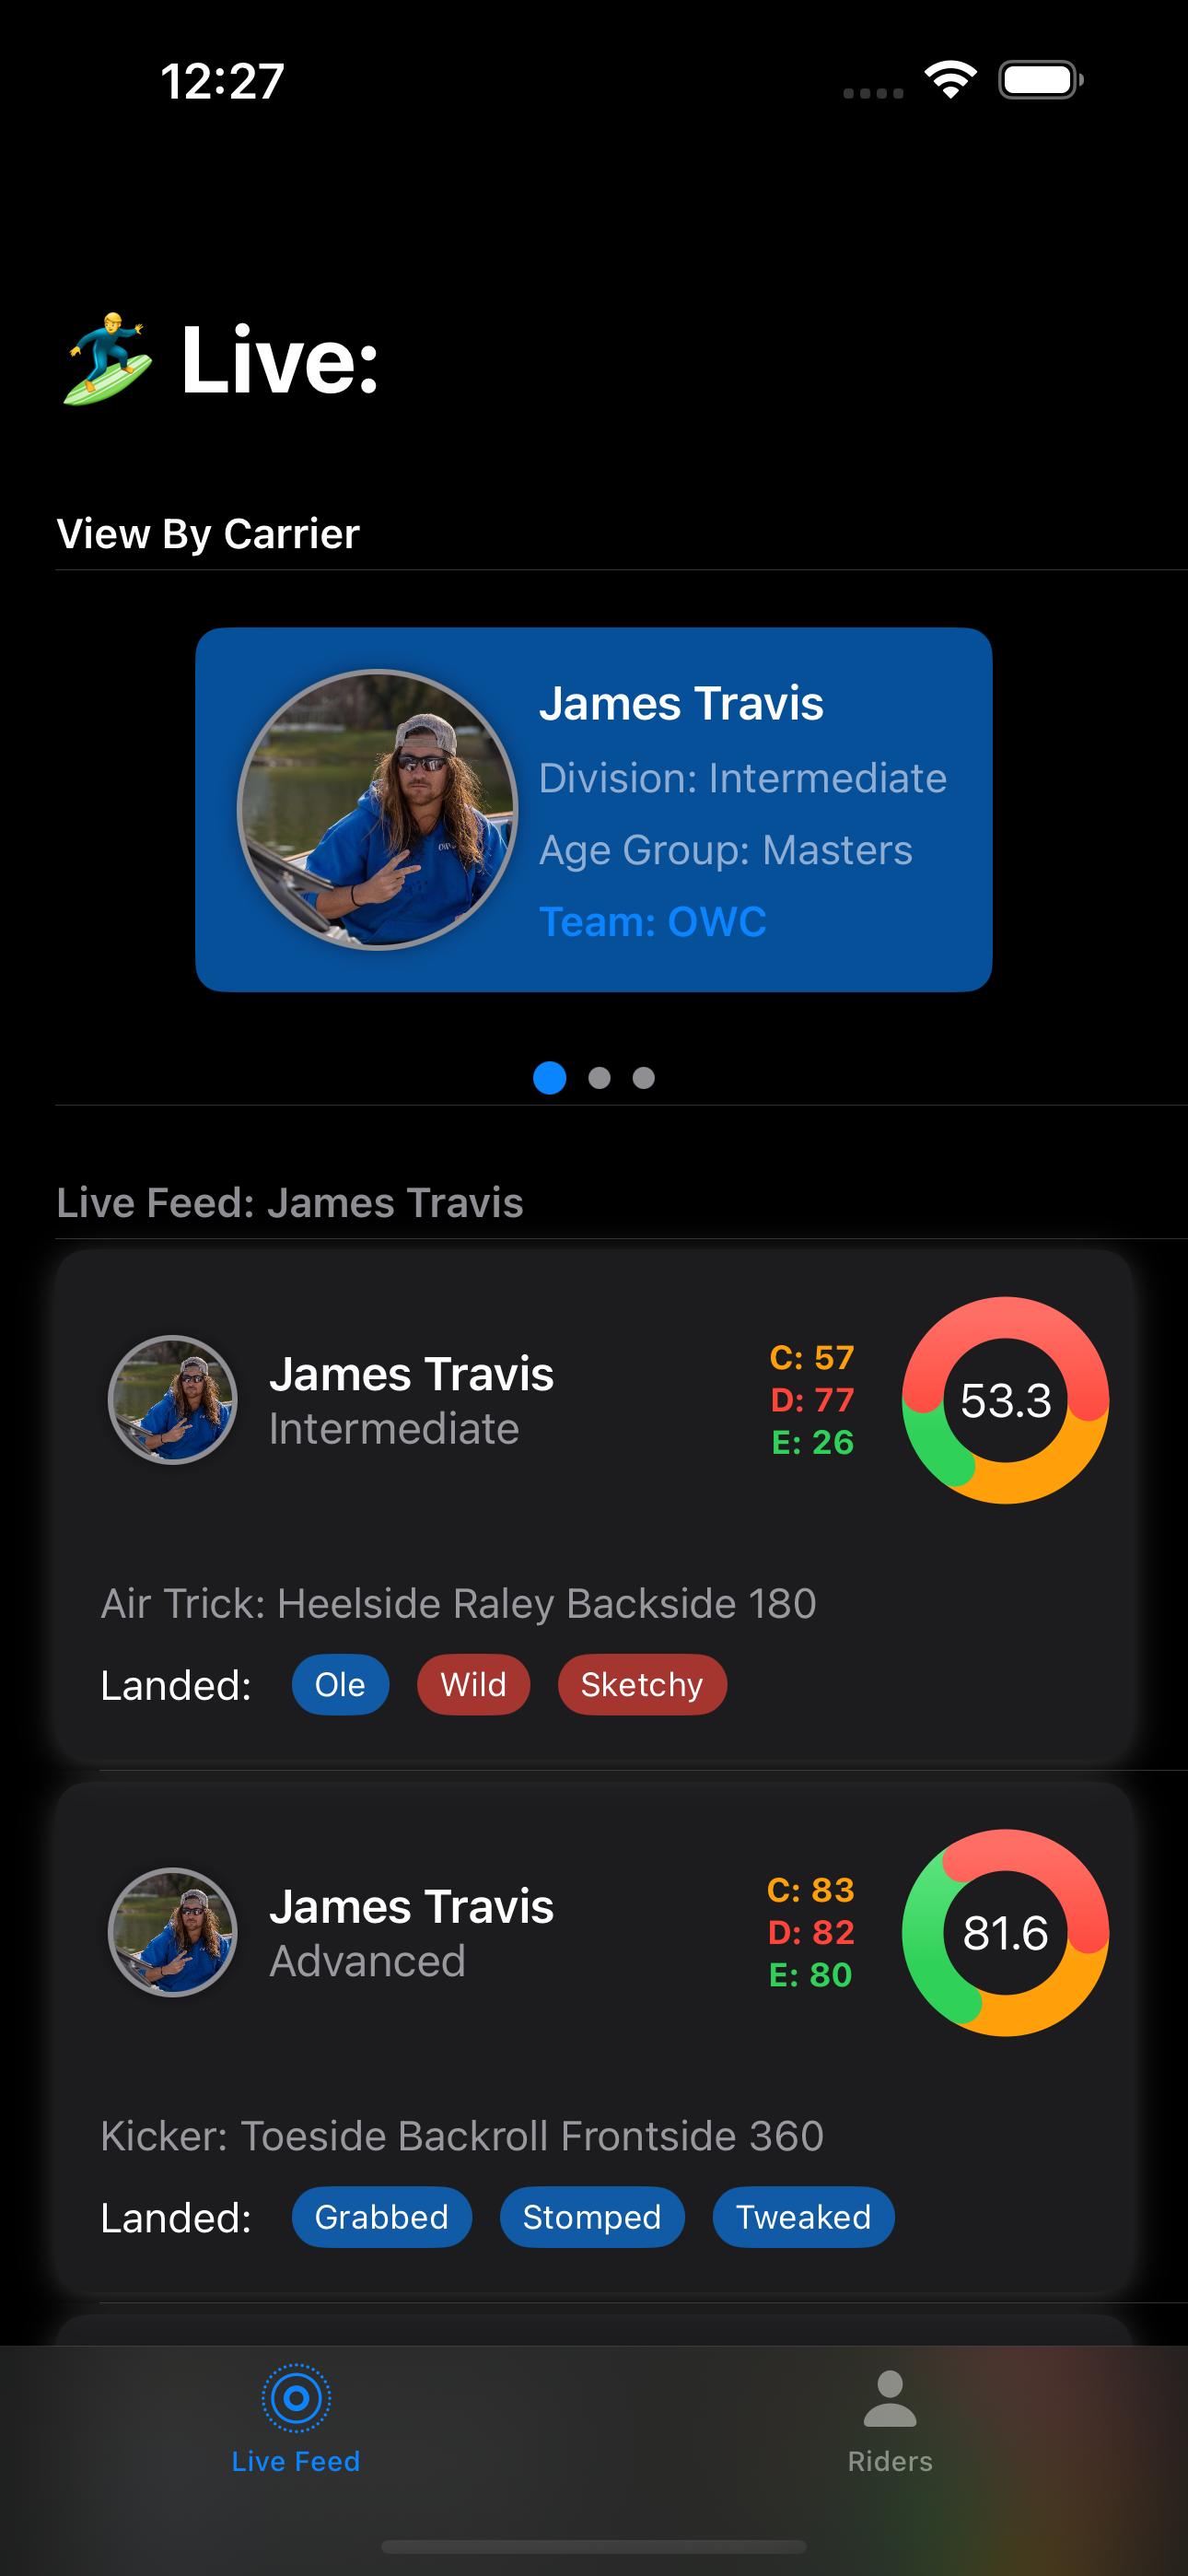 12:27
Live:
View By Carrier
James Travis
Division: Intermediate
Age Group: Masters
Team: OWC
Live Feed: James Travis
James Travis
Intermediate
C: 57
D: 77
E: 26
53.3
Air Trick: Heelside Raley Backside 180
Landed: Ole Wild Sketchy
James Travis
Advanced
C: 83
D: 82
E: 80
81.6
Kicker: Toeside Backroll Frontside 360
Landed: Grabbed Stomped Tweaked
Live Feed
Riders